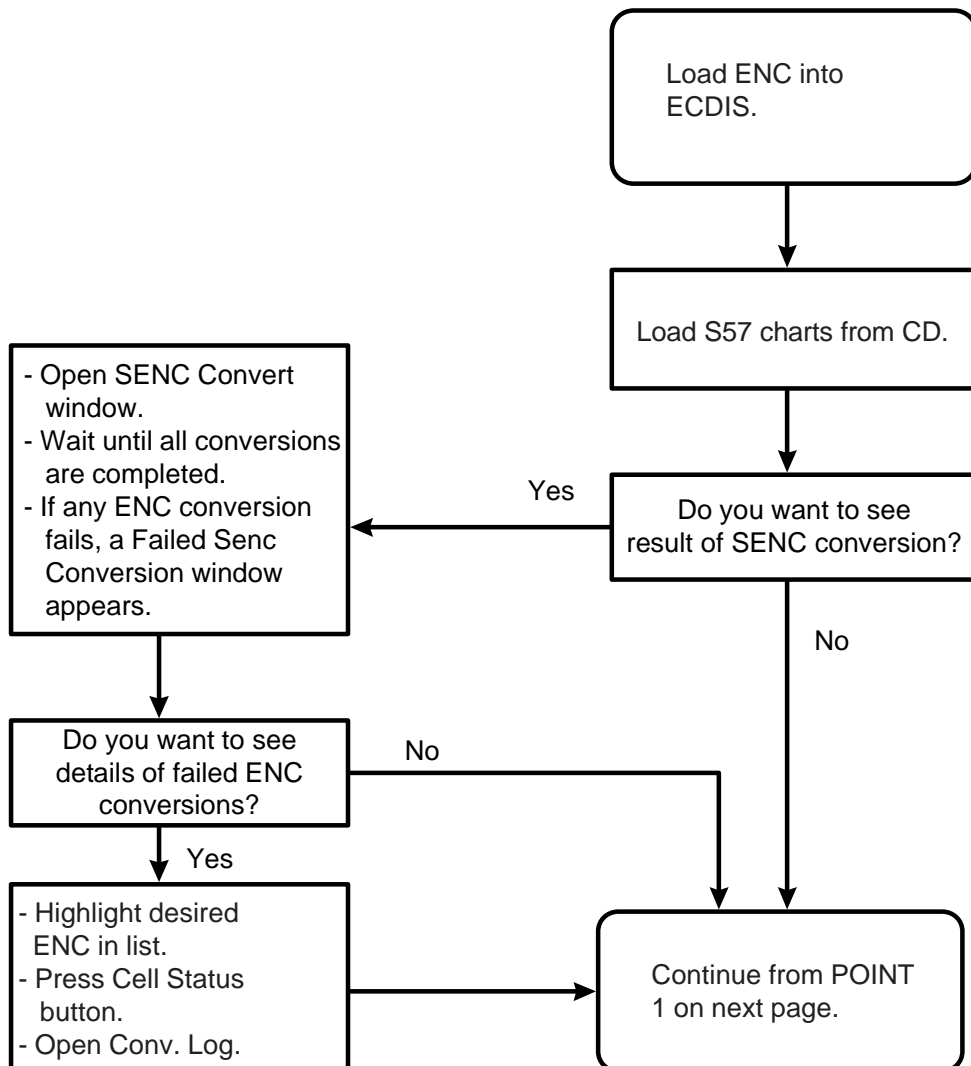 Load ENC into
ECDIS.
Load S57 charts from CD.
Do you want to see
result of SENC conversion?
Yes
No
- Open SENC Convert
window.
- Wait until all conversions
are completed.
- If any ENC conversion
fails, a Failed Senc
Conversion window
appears.
Do you want to see
details of failed ENC
conversions?
No
Yes
- Highlight desired
ENC in list.
- Press Cell Status
button.
- Open Conv. Log.
Continue from POINT
1 on next page.